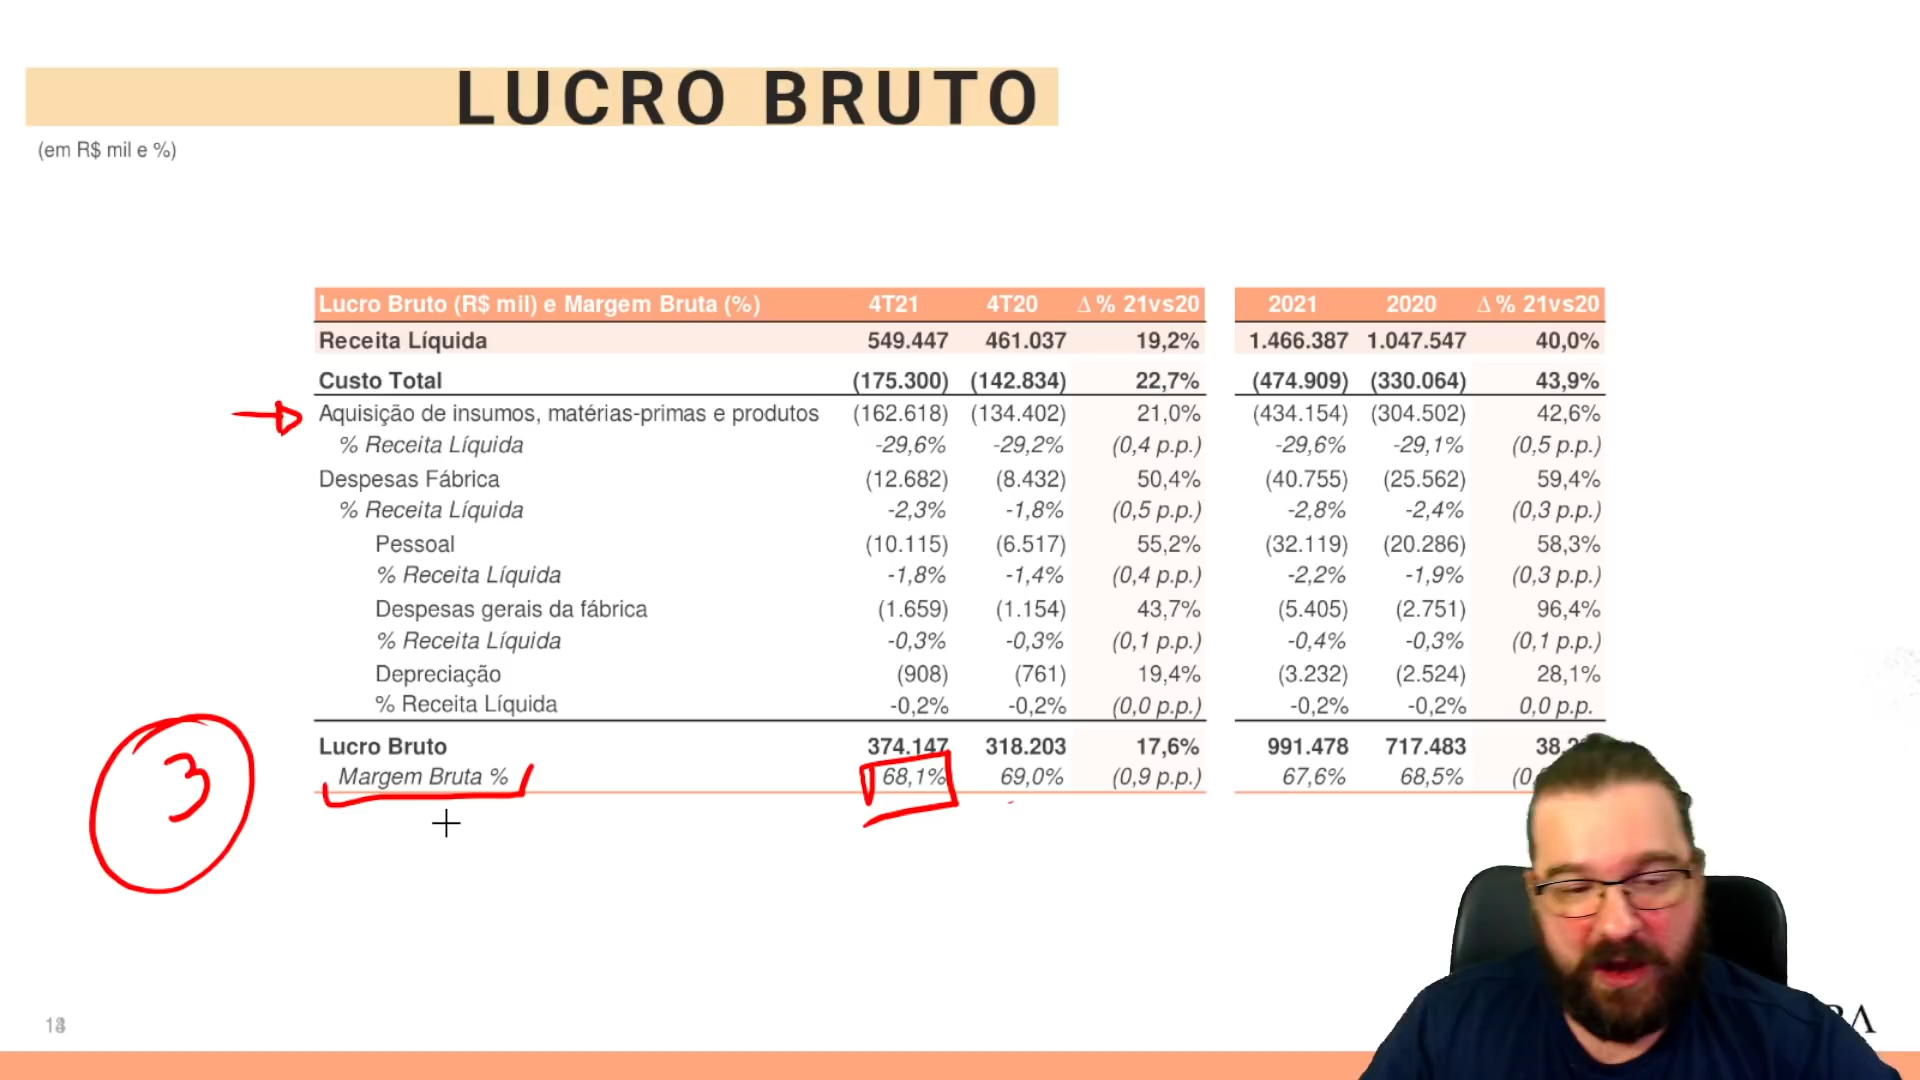 LUCRO BRUTO
(em R$ mil e %)
Lucro Bruto (R$ mil) e Margem Bruta (%) 4T21 4T20 Δ % 21vs20 2021 2020 Δ % 21vs20
Receita Líquida 549.447 461.037 19,2% 1.466.387 1.047.547 40,0%
Custo Total (175.300) (142.834) 22,7% (474.909) (330.064) 43,9%
Aquisição de insumos, matérias-primas e produtos (162.618) (134.402) 21,0% (434.154) (304.502) 42,6%
% Receita Líquida -29,6% -29,2% (0,4 p.p.) -29,6% -29,1% (0,5 p.p.)
Despesas Fábrica (12.682) (8.432) 50,4% (40.755) (25.562) 59,4%
% Receita Líquida -2,3% -1,8% (0,5 p.p.) -2,8% -2,4% (0,3 p.p.)
Pessoal (10.115) (6.517) 55,2% (32.119) (20.286) 58,3%
% Receita Líquida -1,8% -1,4% (0,4 p.p.) -2,2% -1,9% (0,3 p.p.)
Despesas gerais da fábrica (1.659) (1.154) 43,7% (5.405) (2.751) 96,4%
% Receita Líquida -0,3% -0,3% (0,1 p.p.) -0,4% -0,3% (0,1 p.p.)
Depreciação (908) (761) 19,4% (3.232) (2.524) 28,1%
% Receita Líquida -0,2% -0,2% (0,0 p.p.) -0,2% -0,2% 0,0 p.p.
Lucro Bruto 374.147 318.203 17,6% 991.478 717.483
Margem Bruta % 68,1% 69,0% (0,9 p.p.) 67,6% 68,5%
3